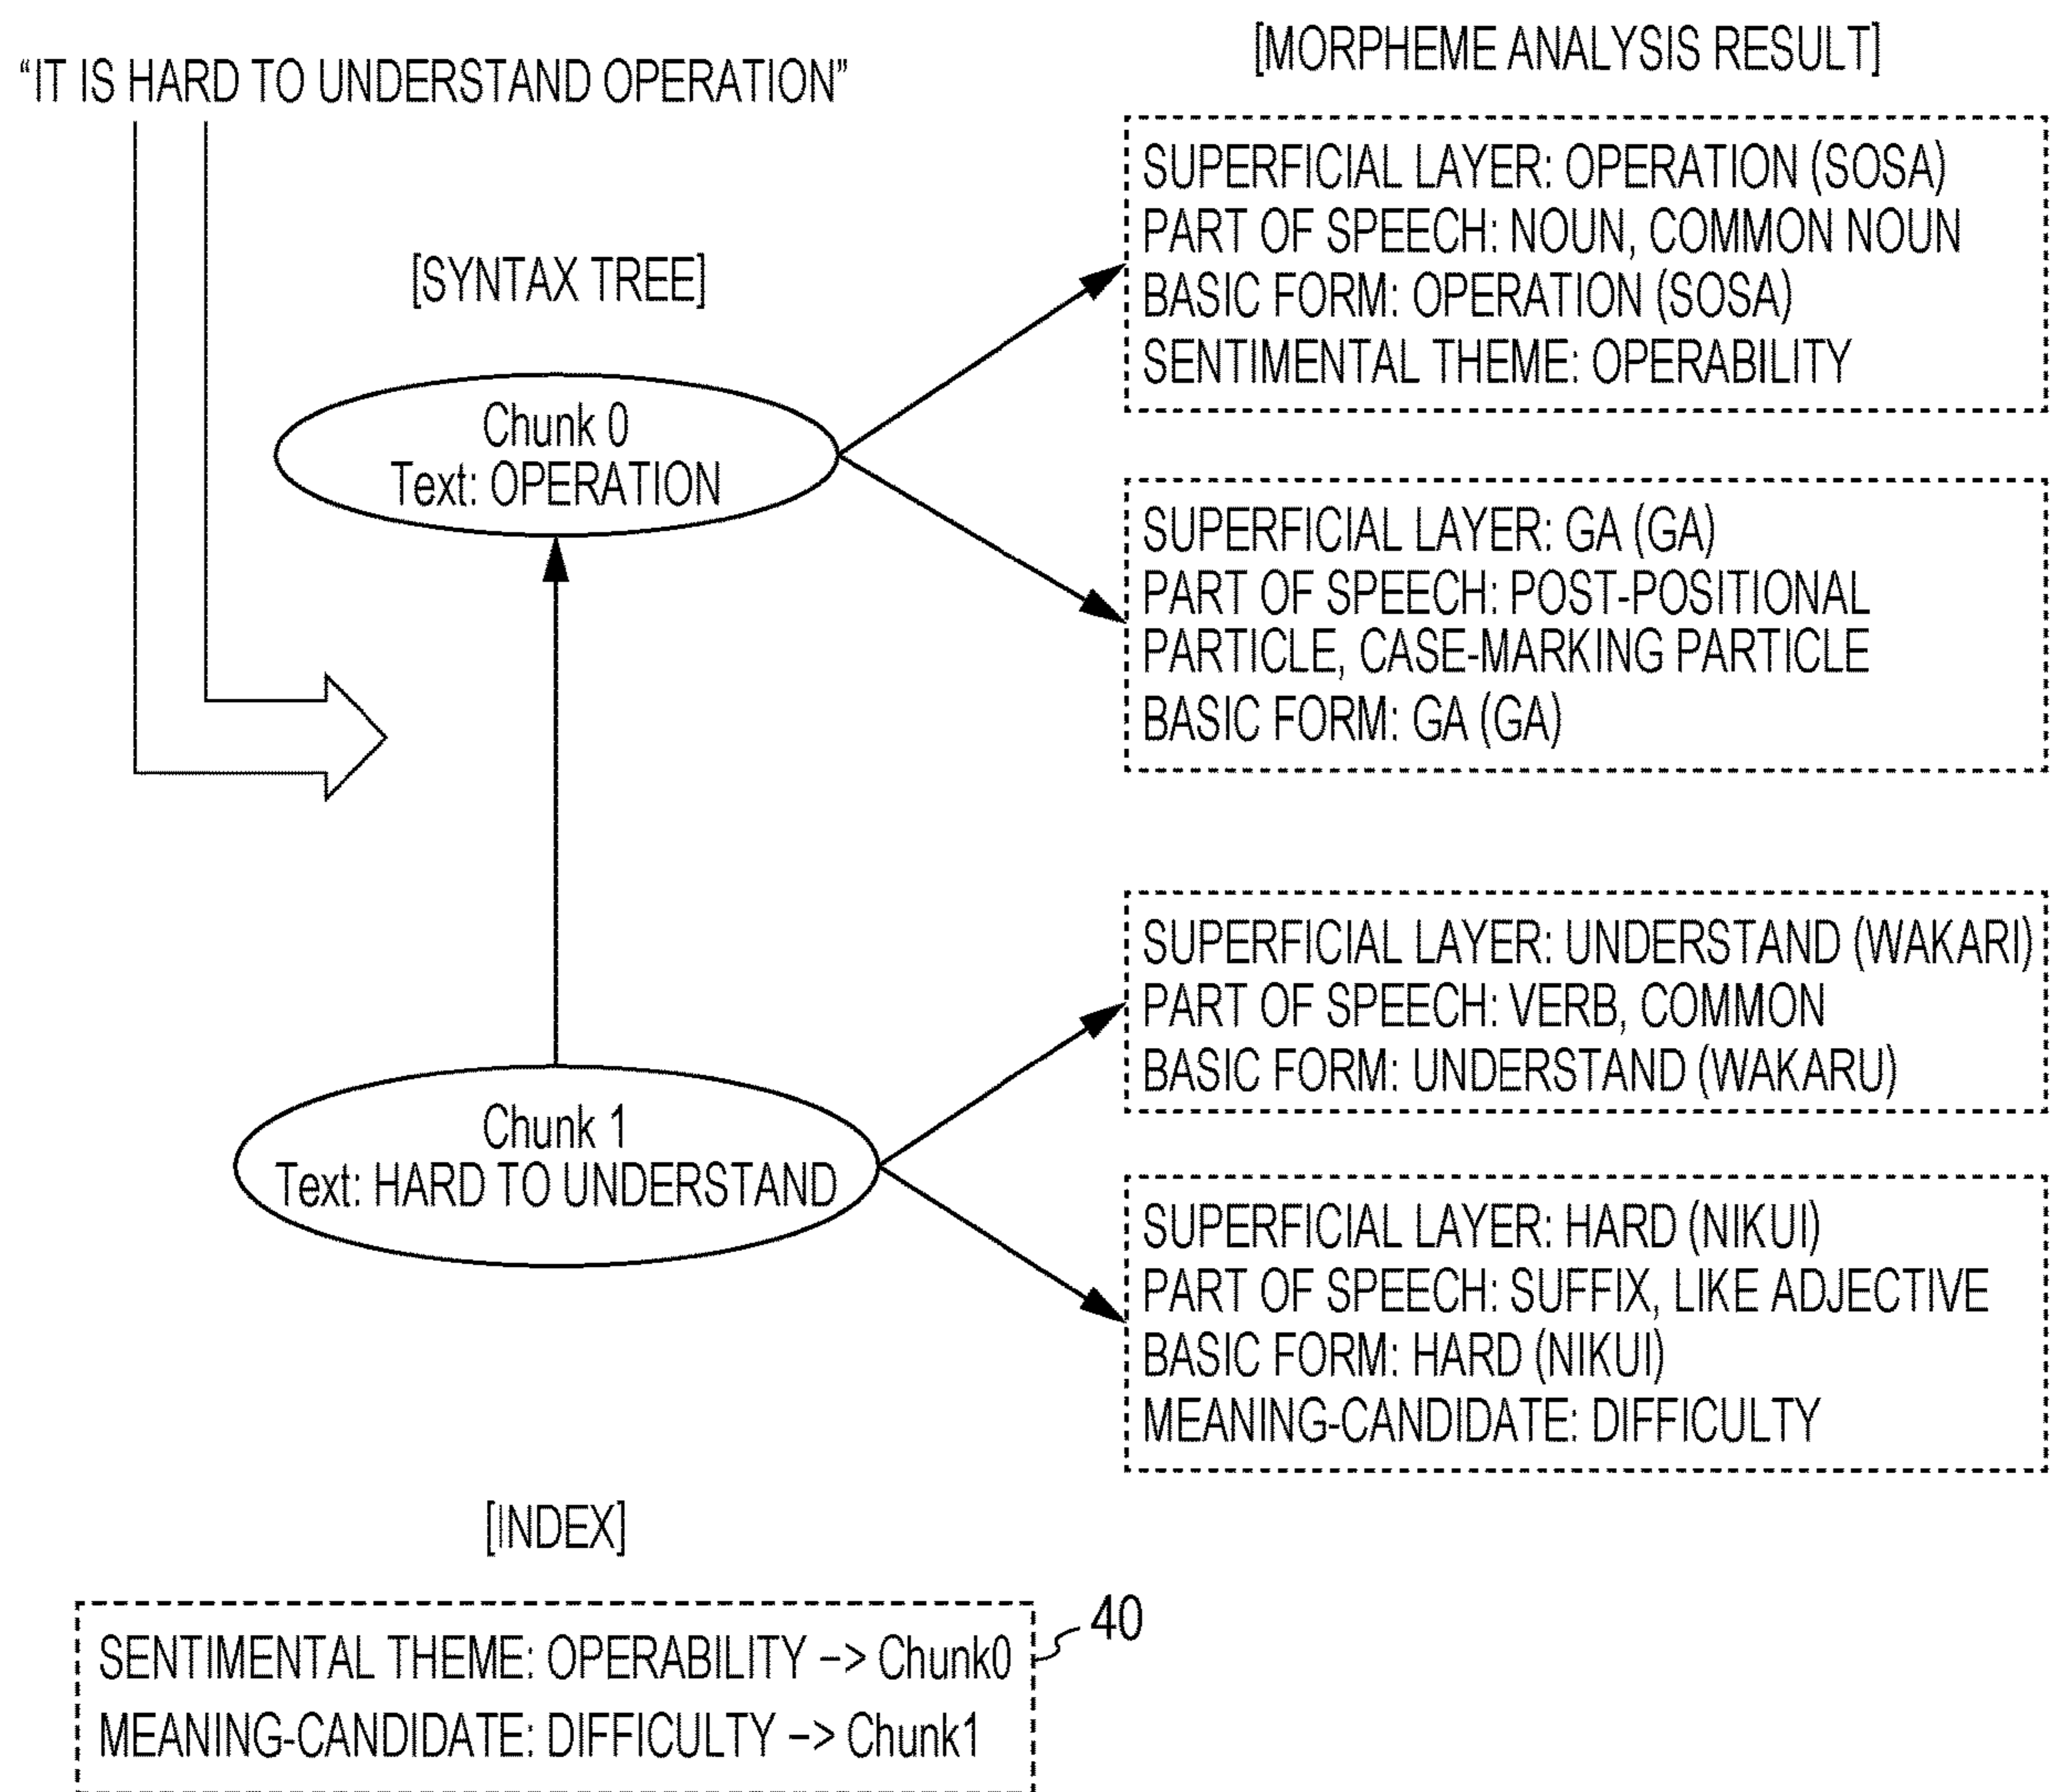 “IT IS HARD TO UNDERSTAND OPERATION”
[SYNTAX TREE]
Chunk 0
Text: OPERATION
Chunk 1
Text: HARD TO UNDERSTAND
[MORPHEME ANALYSIS RESULT]
SUPERFICIAL LAYER: OPERATION (SOSA)
PART OF SPEECH: NOUN, COMMON NOUN
BASIC FORM: OPERATION (SOSA)
SENTIMENTAL THEME: OPERABILITY
SUPERFICIAL LAYER: GA (GA)
PART OF SPEECH: POST-POSITIONAL
PARTICLE, CASE-MARKING PARTICLE
BASIC FORM: GA (GA)
SUPERFICIAL LAYER: UNDERSTAND (WAKARI)
PART OF SPEECH: VERB, COMMON
BASIC FORM: UNDERSTAND (WAKARU)
SUPERFICIAL LAYER: HARD (NIKUI)
PART OF SPEECH: SUFFIX, LIKE ADJECTIVE
BASIC FORM: HARD (NIKUI)
MEANING-CANDIDATE: DIFFICULTY
[INDEX]
SENTIMENTAL THEME: OPERABILITY –> Chunk0
MEANING-CANDIDATE: DIFFICULTY –> Chunk1
40